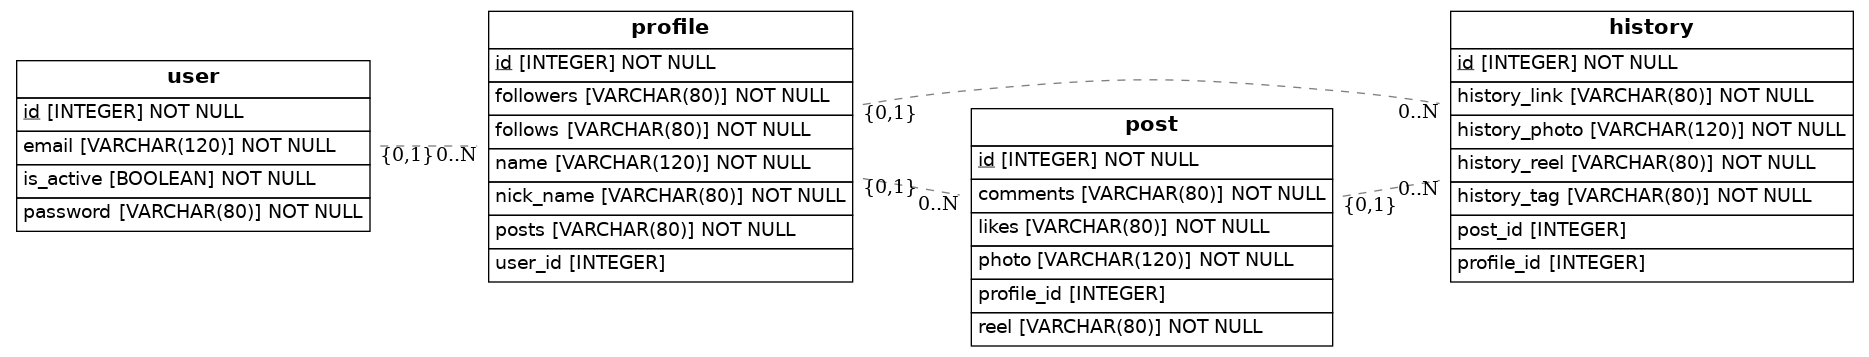 user
id [INTEGER] NOT NULL
email [VARCHAR(120)] NOT NULL
is_active [BOOLEAN] NOT NULL
password [VARCHAR(80)] NOT NULL
{0,1}
0..N
profile
id [INTEGER] NOT NULL
followers [VARCHAR(80)] NOT NULL
follows [VARCHAR(80)] NOT NULL
name [VARCHAR(120)] NOT NULL
nick_name [VARCHAR(80)] NOT NULL
posts [VARCHAR(80)] NOT NULL
user_id [INTEGER]
{0,1}
0..N
{0,1}
0..N
post
id [INTEGER] NOT NULL
comments [VARCHAR(80)] NOT NULL
likes [VARCHAR(80)] NOT NULL
photo [VARCHAR(120)] NOT NULL
profile_id [INTEGER]
reel [VARCHAR(80)] NOT NULL
{0,1}
0..N
history
id [INTEGER] NOT NULL
history_link [VARCHAR(80)] NOT NULL
history_photo [VARCHAR(120)] NOT NULL
history_reel [VARCHAR(80)] NOT NULL
history_tag [VARCHAR(80)] NOT NULL
post_id [INTEGER]
profile_id [INTEGER]